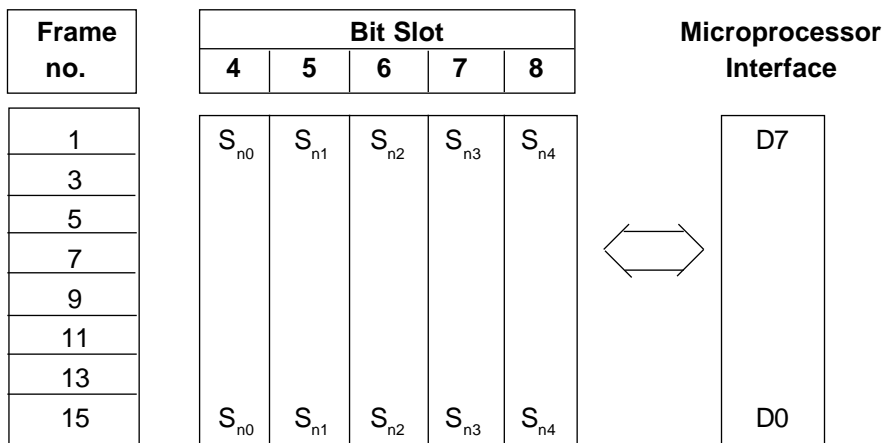 Frame no. Bit Slot Microprocessor Interface
4 5 6 7 8
1 Sn0 Sn1 Sn2 Sn3 Sn4 D7
3
5
7
9
11
13
15 Sn0 Sn1 Sn2 Sn3 Sn4 D0